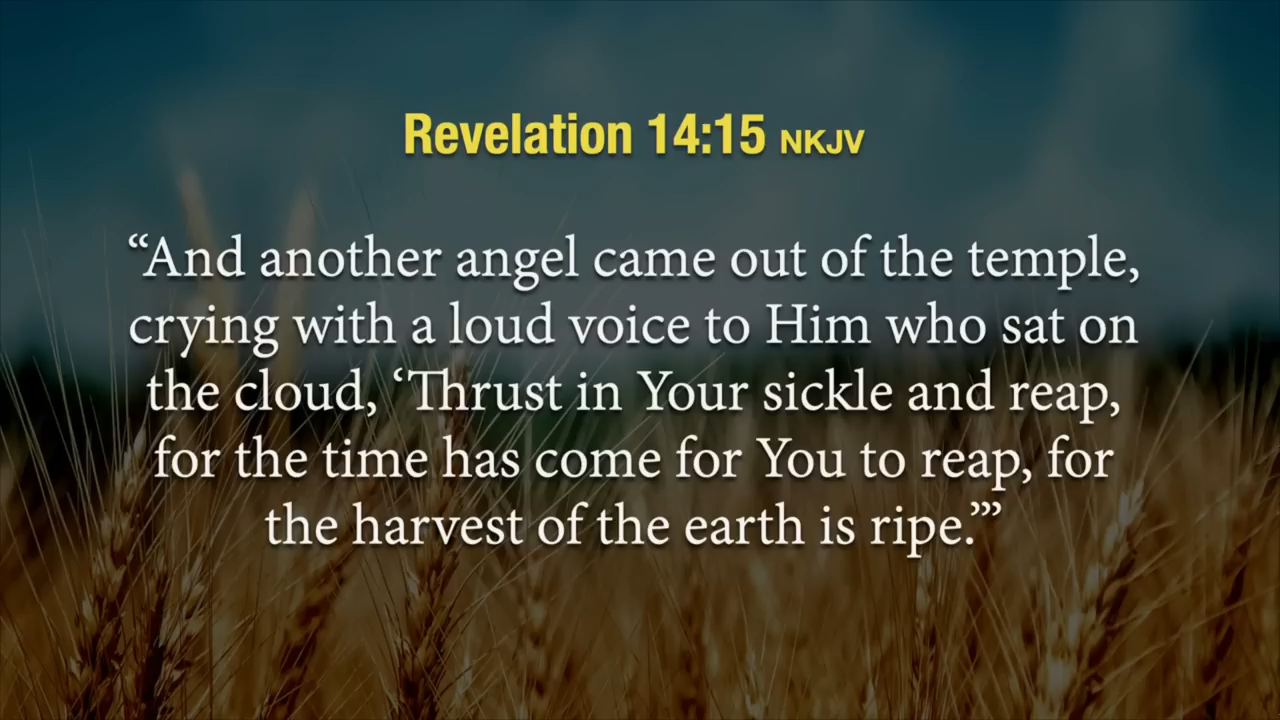 Revelation 14:15 NKJV
“And another angel came out of the temple,
crying with a loud voice to Him who sat on
the cloud, ‘Thrust in Your sickle and reap,
for the time has come for You to reap, for
the harvest of the earth is ripe.”’